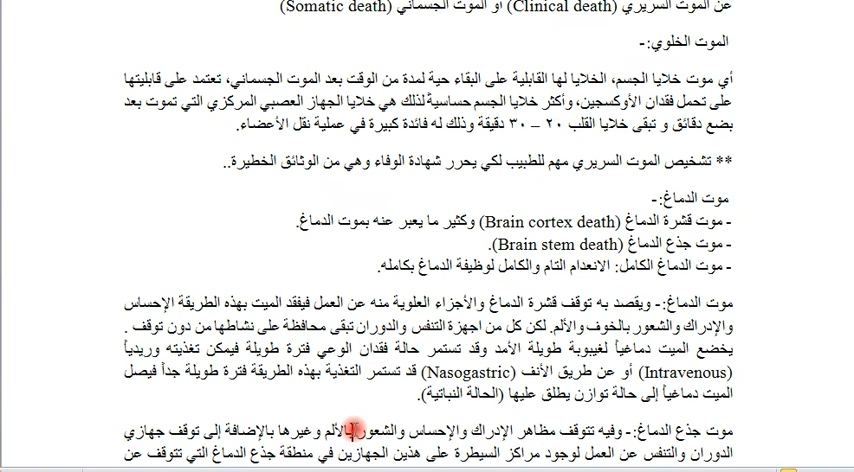 عن الموت السريري (Clinical death) او الموت الجسماني (Somatic death)
الموت الخلوي:-
أي موت خلايا الجسم، الخلايا لها القابلية على البقاء حية لمدة من الوقت بعد الموت الجسماني، تعتمد على قابليتها
على تحمل فقدان الأوكسجين، وأكثر خلايا الجسم حساسية لذلك هي خلايا الجهاز العصبي المركزي التي تموت بعد
بضع دقائق و تبقى خلايا القلب ٢٠ – ٣٠ دقيقة وذلك له فائدة كبيرة في عملية نقل الأعضاء.
** تشخيص الموت السريري مهم للطبيب لكي يحرر شهادة الوفاء وهي من الوثائق الخطيرة..
موت الدماغ:-
- موت قشرة الدماغ (Brain cortex death) وكثير ما يعبر عنه بموت الدماغ.
- موت جذع الدماغ (Brain stem death).
- موت الدماغ الكامل: الانعدام التام والكامل لوظيفة الدماغ بكامله.
موت الدماغ:- ويقصد به توقف قشرة الدماغ والأجزاء العلوية منه عن العمل فيفقد الميت بهذه الطريقة الإحساس
والإدراك والشعور بالخوف والألم. لكن كل من اجهزة التنفس والدوران تبقى محافظة على نشاطها من دون توقف .
يخضع الميت دماغياً لغيبوبة طويلة الأمد وقد تستمر حالة فقدان الوعي فترة طويلة فيمكن تغذيته وريدياً
(Intravenous) أو عن طريق الأنف (Nasogastric) قد تستمر التغذية بهذه الطريقة فترة طويلة جداً فيصل
الميت دماغياً إلى حالة توازن يطلق عليها (الحالة النباتية).
موت جذع الدماغ:- وفيه تتوقف مظاهر الإدراك والإحساس والشعور بالألم وغيرها بالإضافة إلى توقف جهازي
الدوران والتنفس عن العمل لوجود مراكز السيطرة على هذين الجهازين في منطقة جذع الدماغ التي تتوقف عن